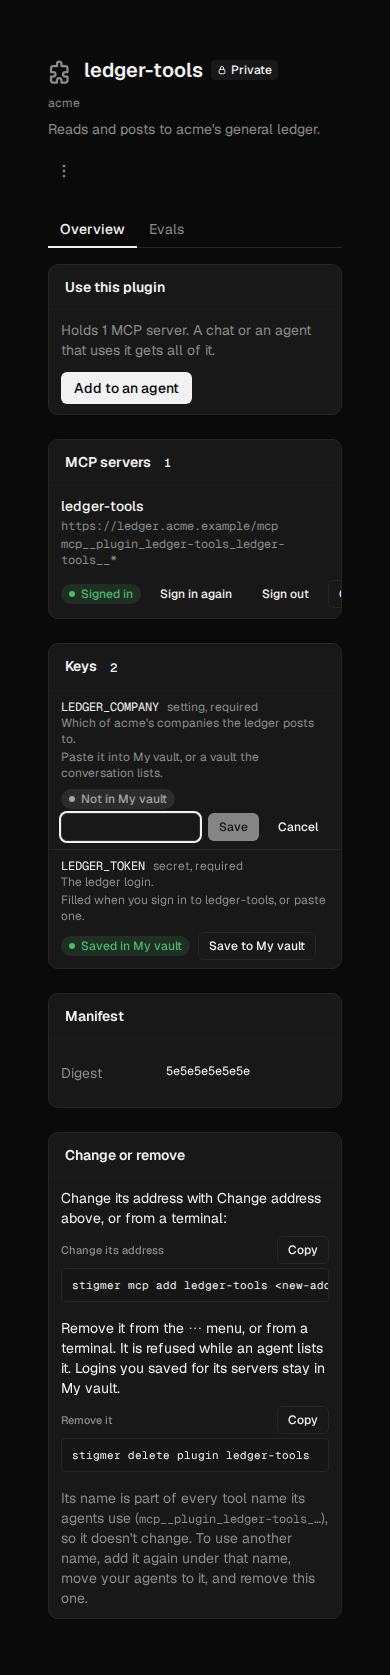 ledger-tools Private
acme
Reads and posts to acme's general ledger.
Overview Evals
Use this plugin
Holds 1 MCP server. A chat or an agent
that uses it gets all of it.
Add to an agent
MCP servers 1
ledger-tools
https://ledger.acme.example/mcp
mcp__plugin_ledger-tools_ledger-
tools__*
Signed in Sign in again Sign out
Keys 2
LEDGER_COMPANY setting, required
Which of acme's companies the ledger posts
to.
Paste it into My vault, or a vault the
conversation lists.
Not in My vault
Save Cancel
LEDGER_TOKEN secret, required
The ledger login.
Filled when you sign in to ledger-tools, or paste
one.
Saved in My vault Save to My vault
Manifest
Digest 5e5e5e5e5e5e
Change or remove
Change its address with Change address
above, or from a terminal:
Change its address Copy
stigmer mcp add ledger-tools <new-add
Remove it from the ··· menu, or from a
terminal. It is refused while an agent lists
it. Logins you saved for its servers stay in
My vault.
Remove it Copy
stigmer delete plugin ledger-tools
Its name is part of every tool name its
agents use (mcp__plugin_ledger-tools_…),
so it doesn't change. To use another
name, add it again under that name,
move your agents to it, and remove this
one.